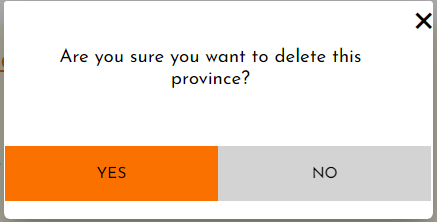 Are you sure you want to delete this
province?
YES NO